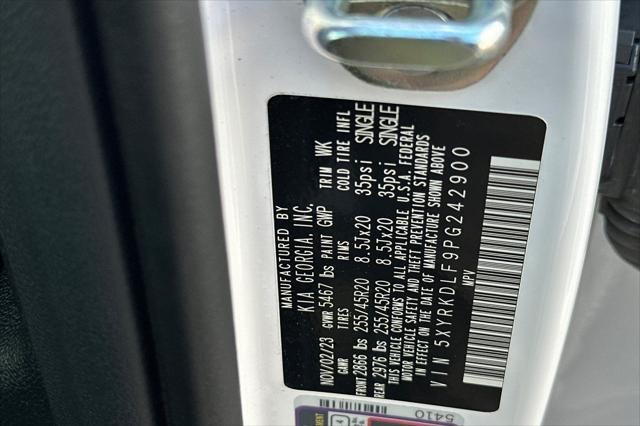 MANUFACTURED BY
KIA GEORGIA, INC.
NOV/02/23 GVWR 5467 lbs PAINT GWP TRIM WK
GAWR TIRES RIMS COLD TIRE INFL
FRONT 2866 lbs 255/45R20 8.5Jx20 35psi SINGLE
REAR 2976 lbs 255/45R20 8.5Jx20 35psi SINGLE
THIS VEHICLE CONFORMS TO ALL APPLICABLE U.S.A. FEDERAL
MOTOR VEHICLE SAFETY AND THEFT PREVENTION STANDARDS
IN EFFECT ON THE DATE OF MANUFACTURE SHOWN ABOVE
VIN 5XYRKDLF9PG242900
MPV
5410